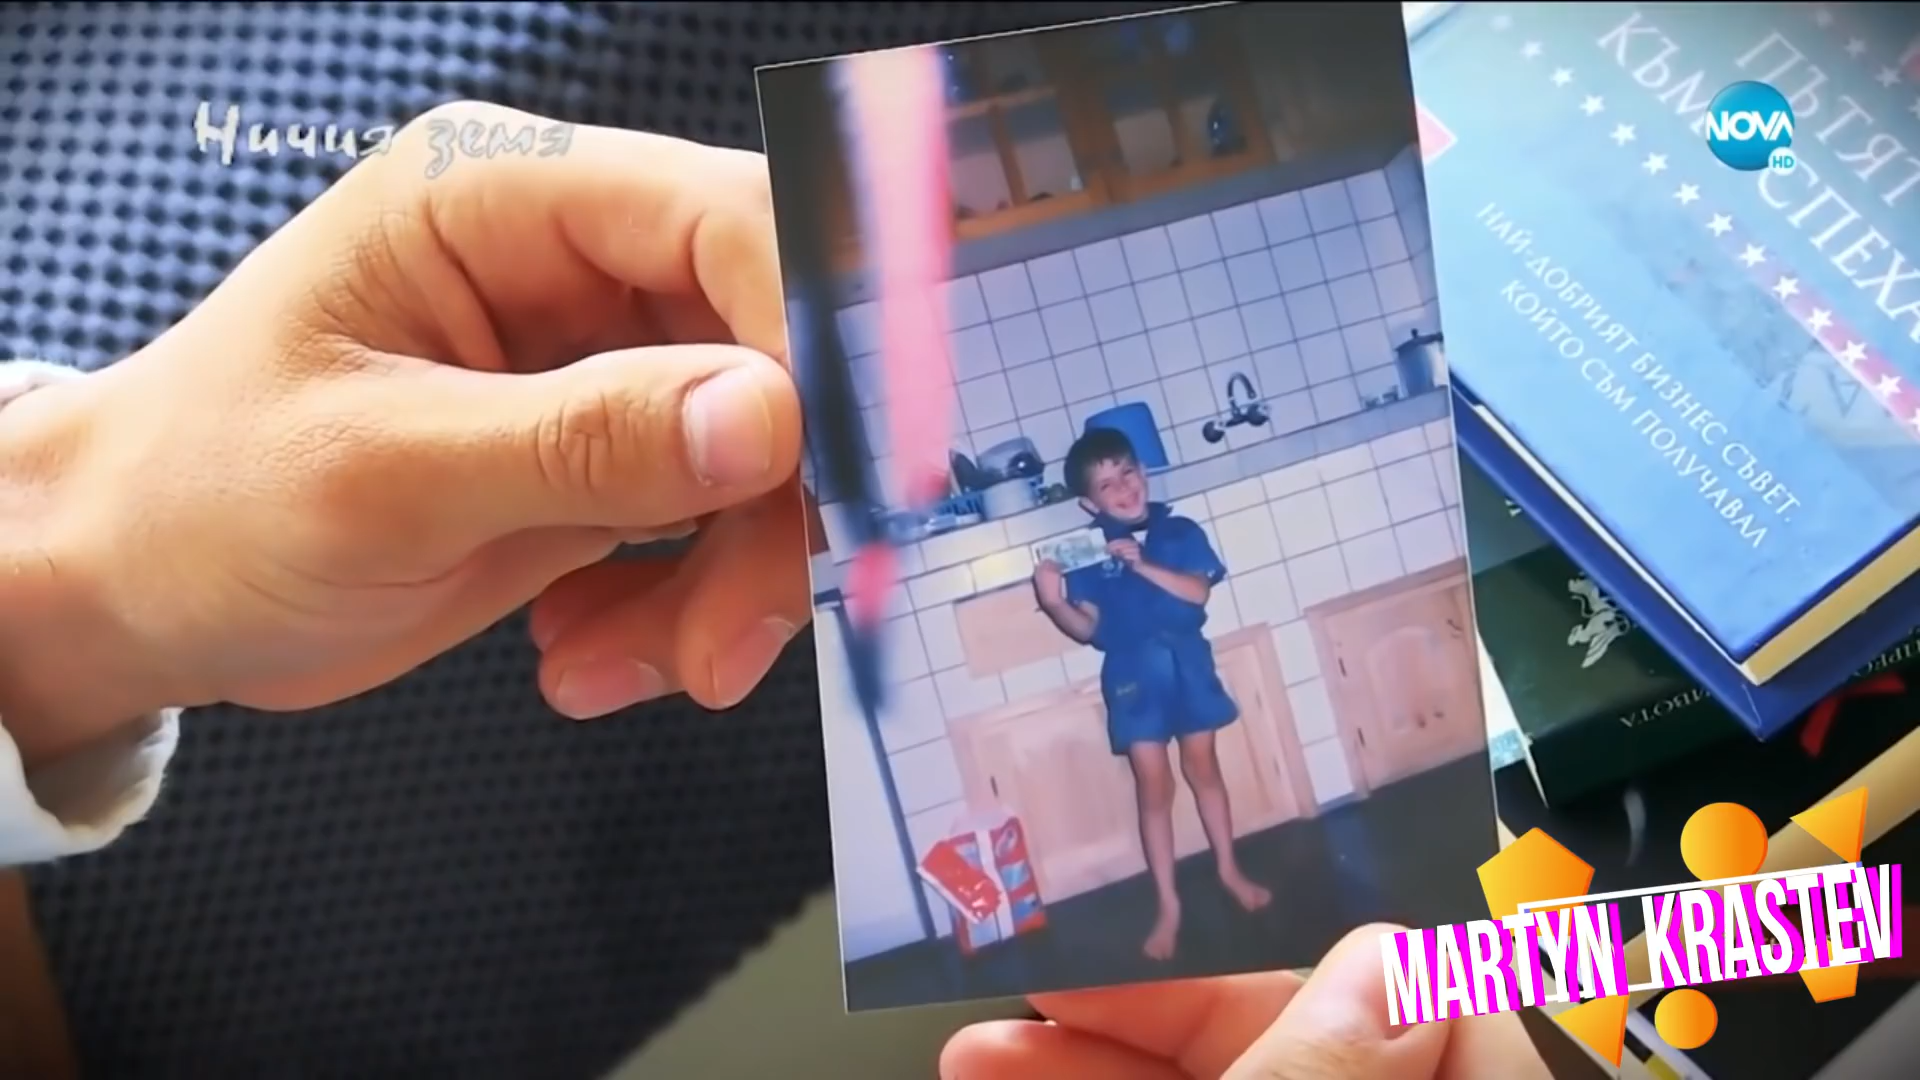 Ничия земя
NOVA
HD
ПЪТЯТ
КЪМ УСПЕХА
НАЙ-ДОБРИЯТ БИЗНЕС СЪВЕТ,
КОЙТО СЪМ ПОЛУЧАВАЛ
MARTYN KRASTEV